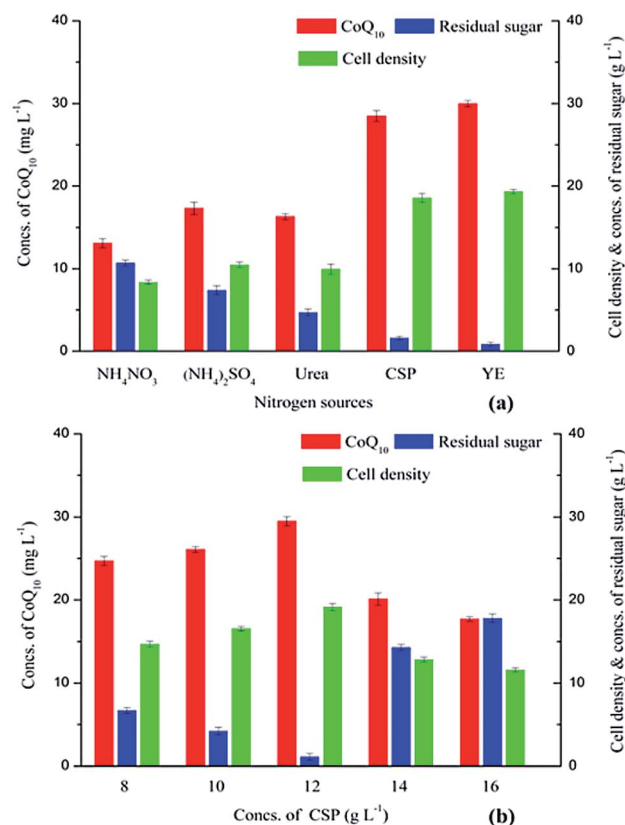 40
30
20
10
0
Concs. of CoQ₁₀ (mg L⁻¹)
CoQ₁₀ Residual sugar
Cell density
40
30
20
10
0
Cell density & concs. of residual sugar (g L⁻¹)
NH₄NO₃ (NH₄)₂SO₄ Urea CSP YE
Nitrogen sources (a)
40
30
20
10
0
Concs. of CoQ₁₀ (mg L⁻¹)
CoQ₁₀ Residual sugar
Cell density
40
30
20
10
0
Cell density & concs. of residual sugar (g L⁻¹)
8 10 12 14 16
Concs. of CSP (g L⁻¹) (b)